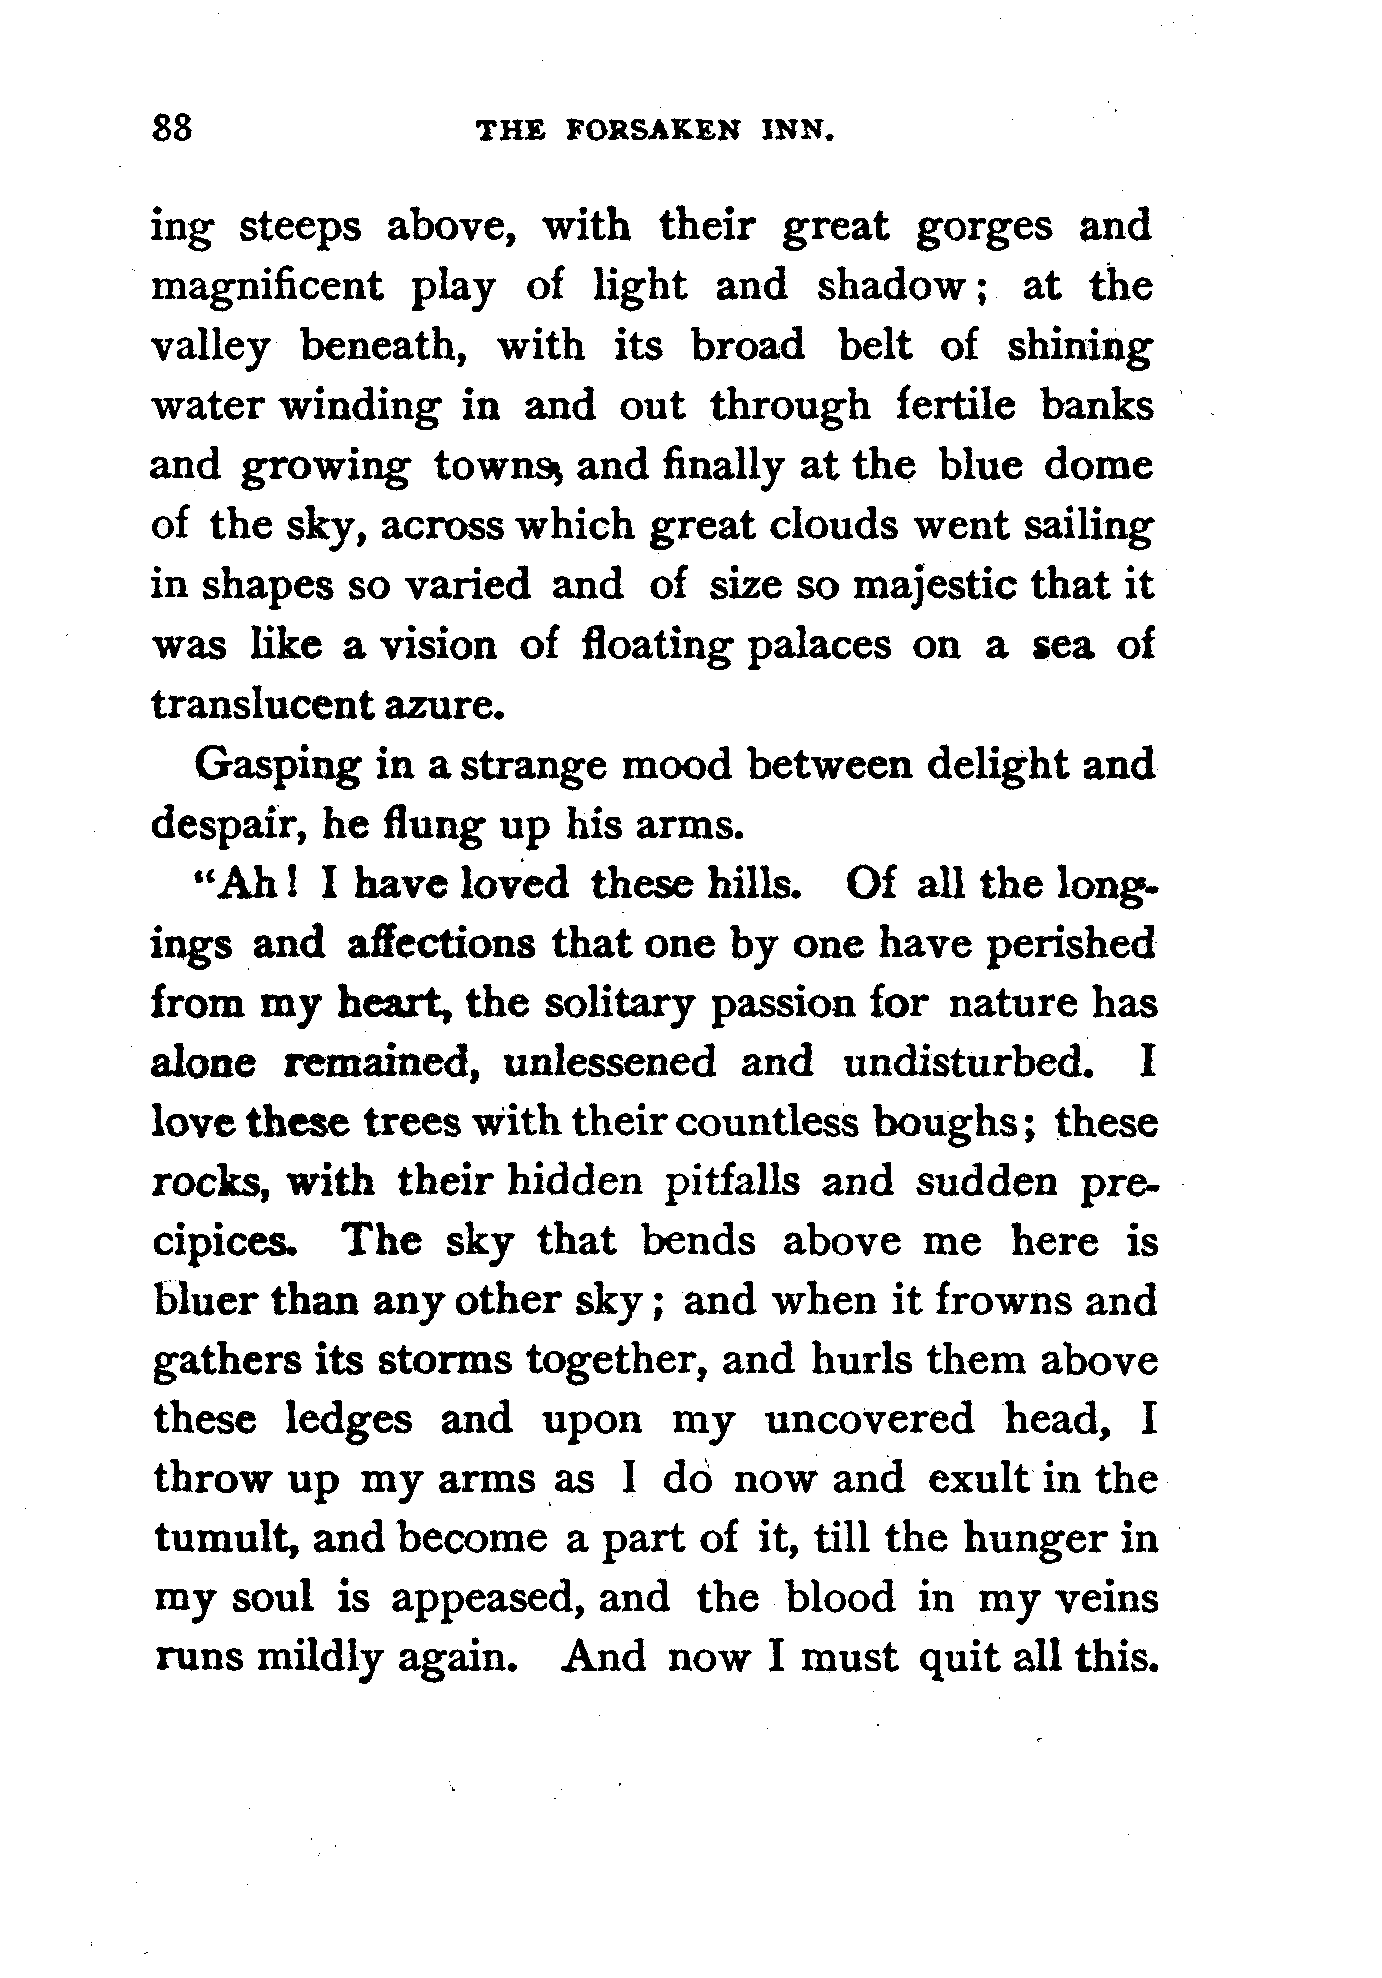 88 THE FORSAKEN INN.
ing steeps above, with their great gorges and
magnificent play of light and shadow; at the
valley beneath, with its broad belt of shining
water winding in and out through fertile banks
and growing towns, and finally at the blue dome
of the sky, across which great clouds went sailing
in shapes so varied and of size so majestic that it
was like a vision of floating palaces on a sea of
translucent azure.
Gasping in a strange mood between delight and
despair, he flung up his arms.
"Ah! I have loved these hills. Of all the long-
ings and affections that one by one have perished
from my heart, the solitary passion for nature has
alone remained, unlessened and undisturbed. I
love these trees with their countless boughs; these
rocks, with their hidden pitfalls and sudden pre-
cipices. The sky that bends above me here is
bluer than any other sky; and when it frowns and
gathers its storms together, and hurls them above
these ledges and upon my uncovered head, I
throw up my arms as I do now and exult in the
tumult, and become a part of it, till the hunger in
my soul is appeased, and the blood in my veins
runs mildly again. And now I must quit all this.